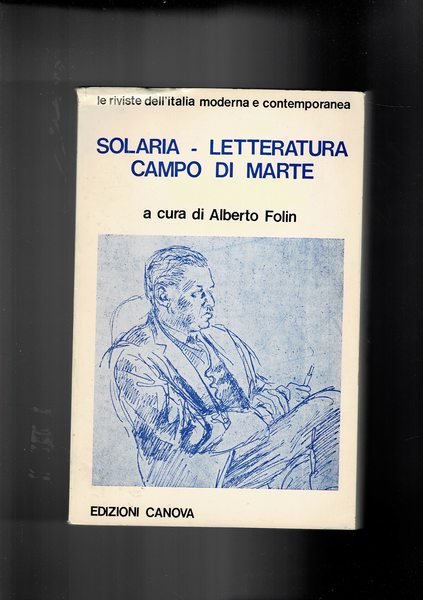 le riviste dell'italia moderna e contemporanea
SOLARIA - LETTERATURA
CAMPO DI MARTE
a cura di Alberto Folin
EDIZIONI CANOVA